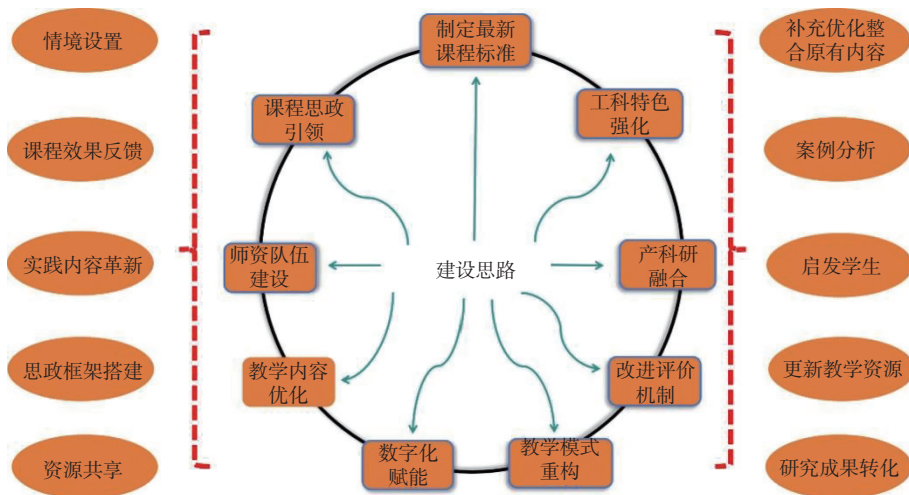 情境设置
课程效果反馈
实践内容革新
思政框架搭建
资源共享
制定最新
课程标准
课程思政
引领
工科特色
强化
师资队伍
建设
建设思路
产科研
融合
教学内容
优化
改进评价
机制
数字化
赋能
教学模式
重构
补充优化整
合原有内容
案例分析
启发学生
更新教学资源
研究成果转化